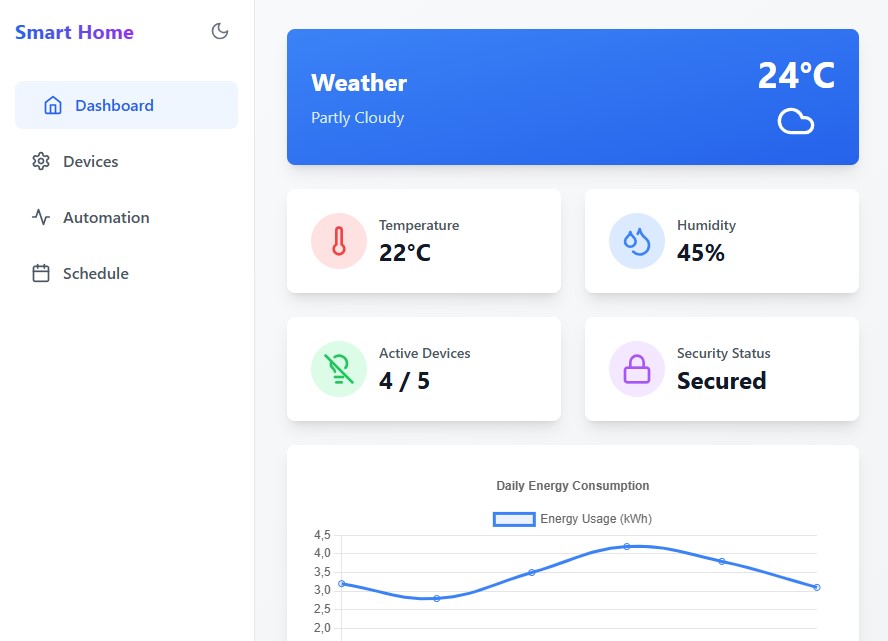 Smart Home
Dashboard
Devices
Automation
Schedule
Weather
Partly Cloudy
24°C
Temperature
22°C
Humidity
45%
Active Devices
4 / 5
Security Status
Secured
Daily Energy Consumption
Energy Usage (kWh)
4,5
4,0
3,5
3,0
2,5
2,0